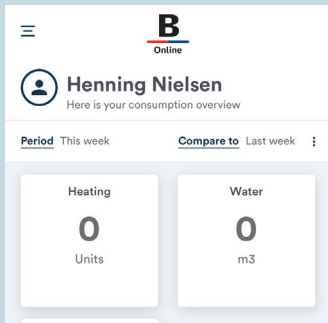 B
Online
Henning Nielsen
Here is your consumption overview
Period This week Compare to Last week
Heating Water
0 0
Units m3